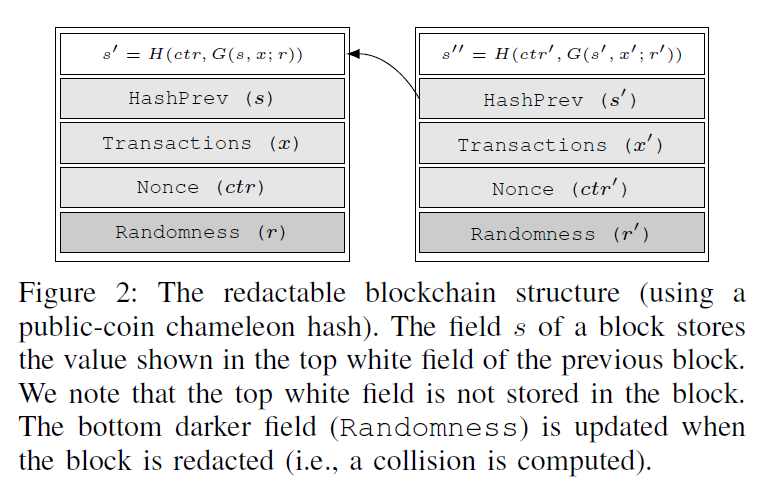 s′ = H(ctr, G(s, x; r))
HashPrev (s)
Transactions (x)
Nonce (ctr)
Randomness (r)
s′′ = H(ctr′, G(s′, x′; r′))
HashPrev (s′)
Transactions (x′)
Nonce (ctr′)
Randomness (r′)
Figure 2: The redactable blockchain structure (using a
public-coin chameleon hash). The field s of a block stores
the value shown in the top white field of the previous block.
We note that the top white field is not stored in the block.
The bottom darker field (Randomness) is updated when
the block is redacted (i.e., a collision is computed).